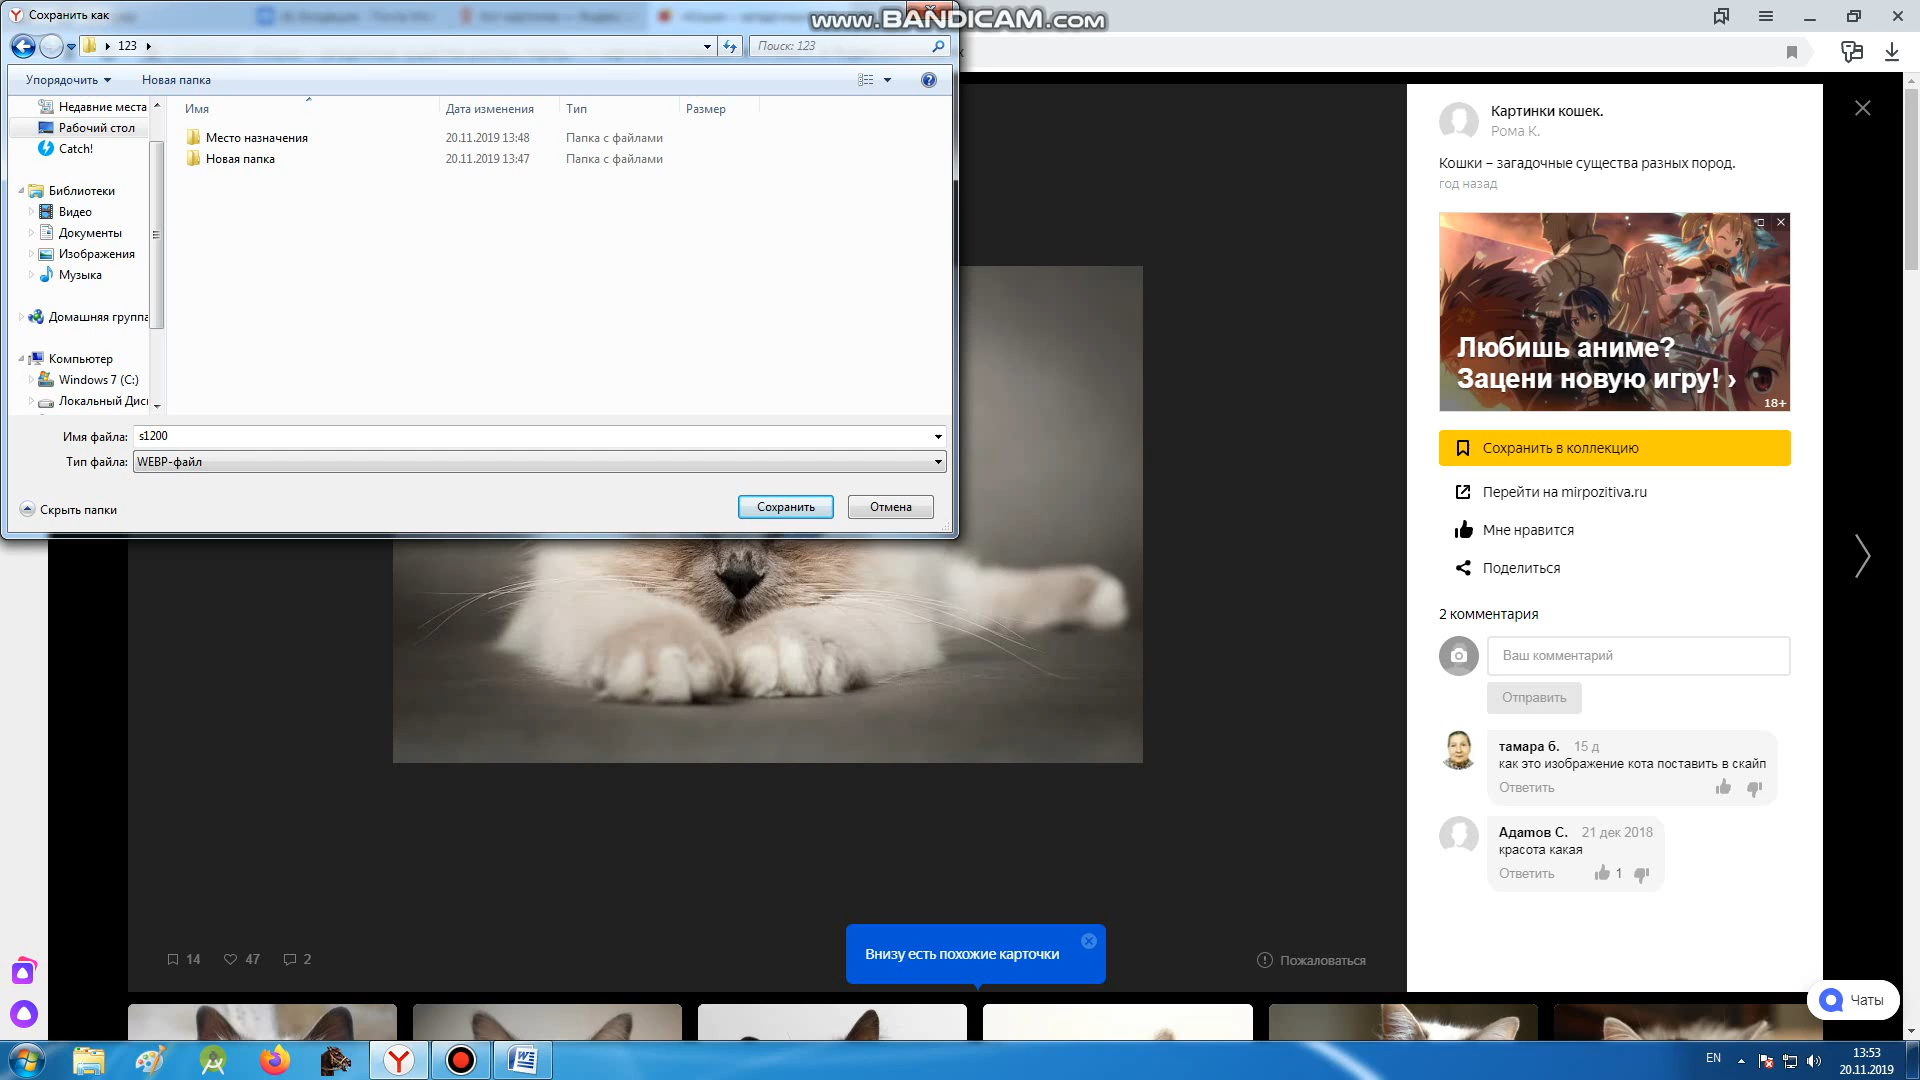 Сохранить как
www.BANDICAM.com
123
Поиск: 123
Упорядочить
Новая папка
Имя
Дата изменения
Тип
Размер
Недавние места
Рабочий стол
Catch!
Библиотеки
Видео
Документы
Изображения
Музыка
Домашняя группа
Компьютер
Windows 7 (C:)
Локальный Дис
Место назначения
20.11.2019 13:48
Папка с файлами
Новая папка
20.11.2019 13:47
Папка с файлами
Имя файла:
s1200
Тип файла:
WEBP-файл
Скрыть папки
Сохранить
Отмена
Картинки кошек.
Рома К.
Кошки – загадочные существа разных пород.
год назад
Любишь аниме?
Зацени новую игру! ›
18+
Сохранить в коллекцию
Перейти на mirpozitiva.ru
Мне нравится
Поделиться
2 комментария
Ваш комментарий
Отправить
тамара б. 15 д
как это изображение кота поставить в скайп
Ответить
Адатов С. 21 дек 2018
красота какая
Ответить
1
14
47
2
Внизу есть похожие карточки
Пожаловаться
Чаты
EN
13:53
20.11.2019